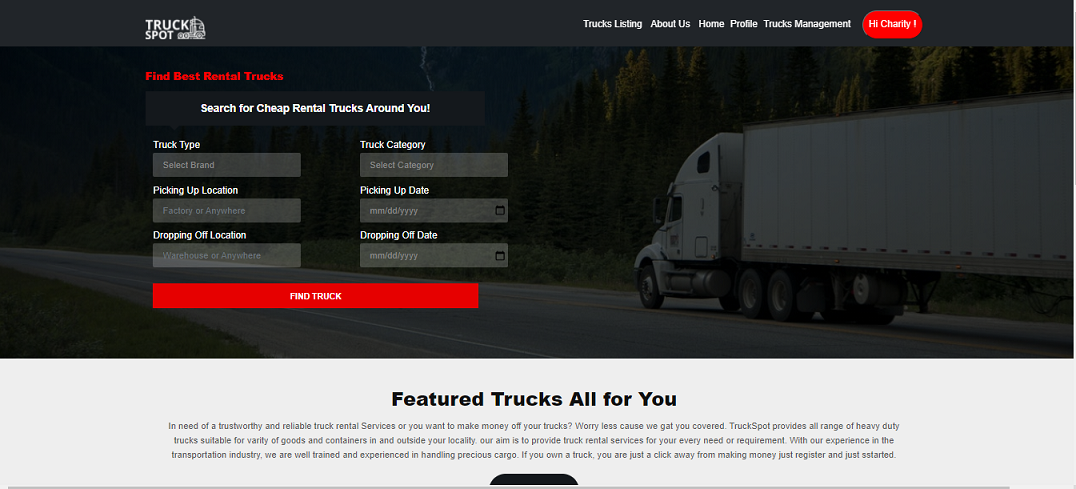 TRUCK
SPOT
Trucks Listing About Us Home Profile Trucks Management Hi Charity !
Find Best Rental Trucks
Search for Cheap Rental Trucks Around You!
Truck Type Truck Category
Select Brand Select Category
Picking Up Location Picking Up Date
Factory or Anywhere mm/dd/yyyy
Dropping Off Location Dropping Off Date
Warehouse or Anywhere mm/dd/yyyy
FIND TRUCK
Featured Trucks All for You
In need of a trustworthy and reliable truck rental Services or you want to make money off your trucks? Worry less cause we gat you covered. TruckSpot provides all range of heavy duty
trucks suitable for varity of goods and containers in and outside your locality. our aim is to provide truck rental services for your every need or requirement. With our experience in the
transportation industry, we are well trained and experienced in handling precious cargo. If you own a truck, you are just a click away from making money just register and just sstarted.